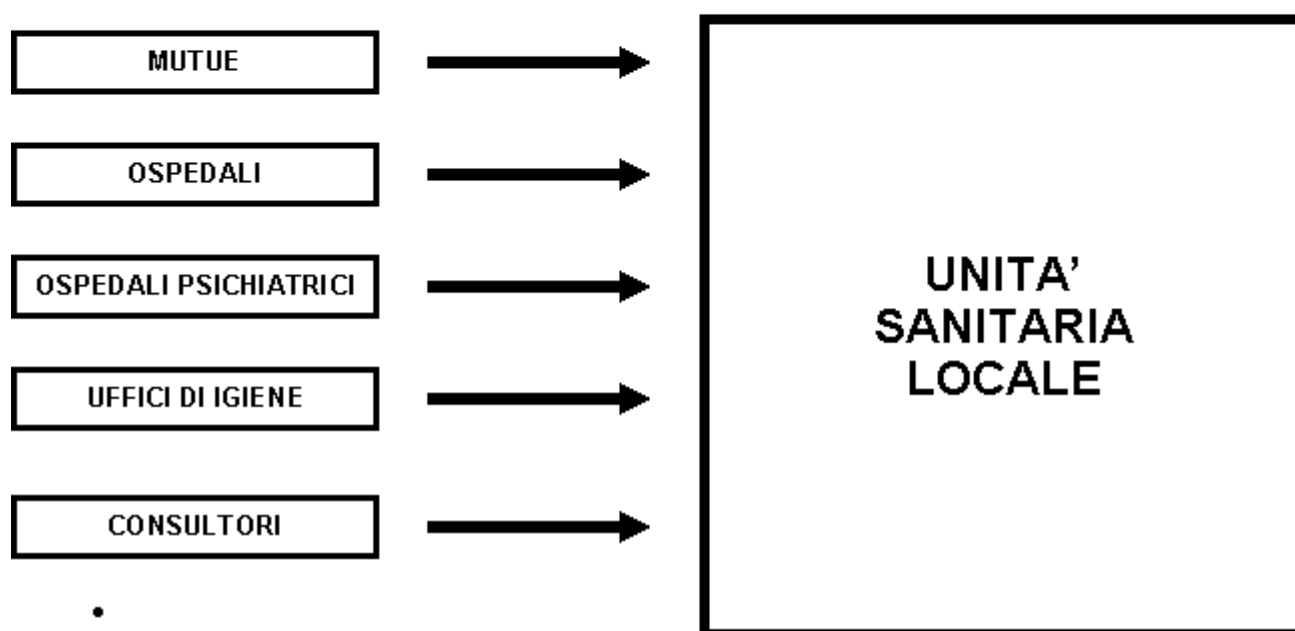 MUTUE
OSPEDALI
OSPEDALI PSICHIATRICI
UFFICI DI IGIENE
CONSULTORI
UNITA’
SANITARIA
LOCALE